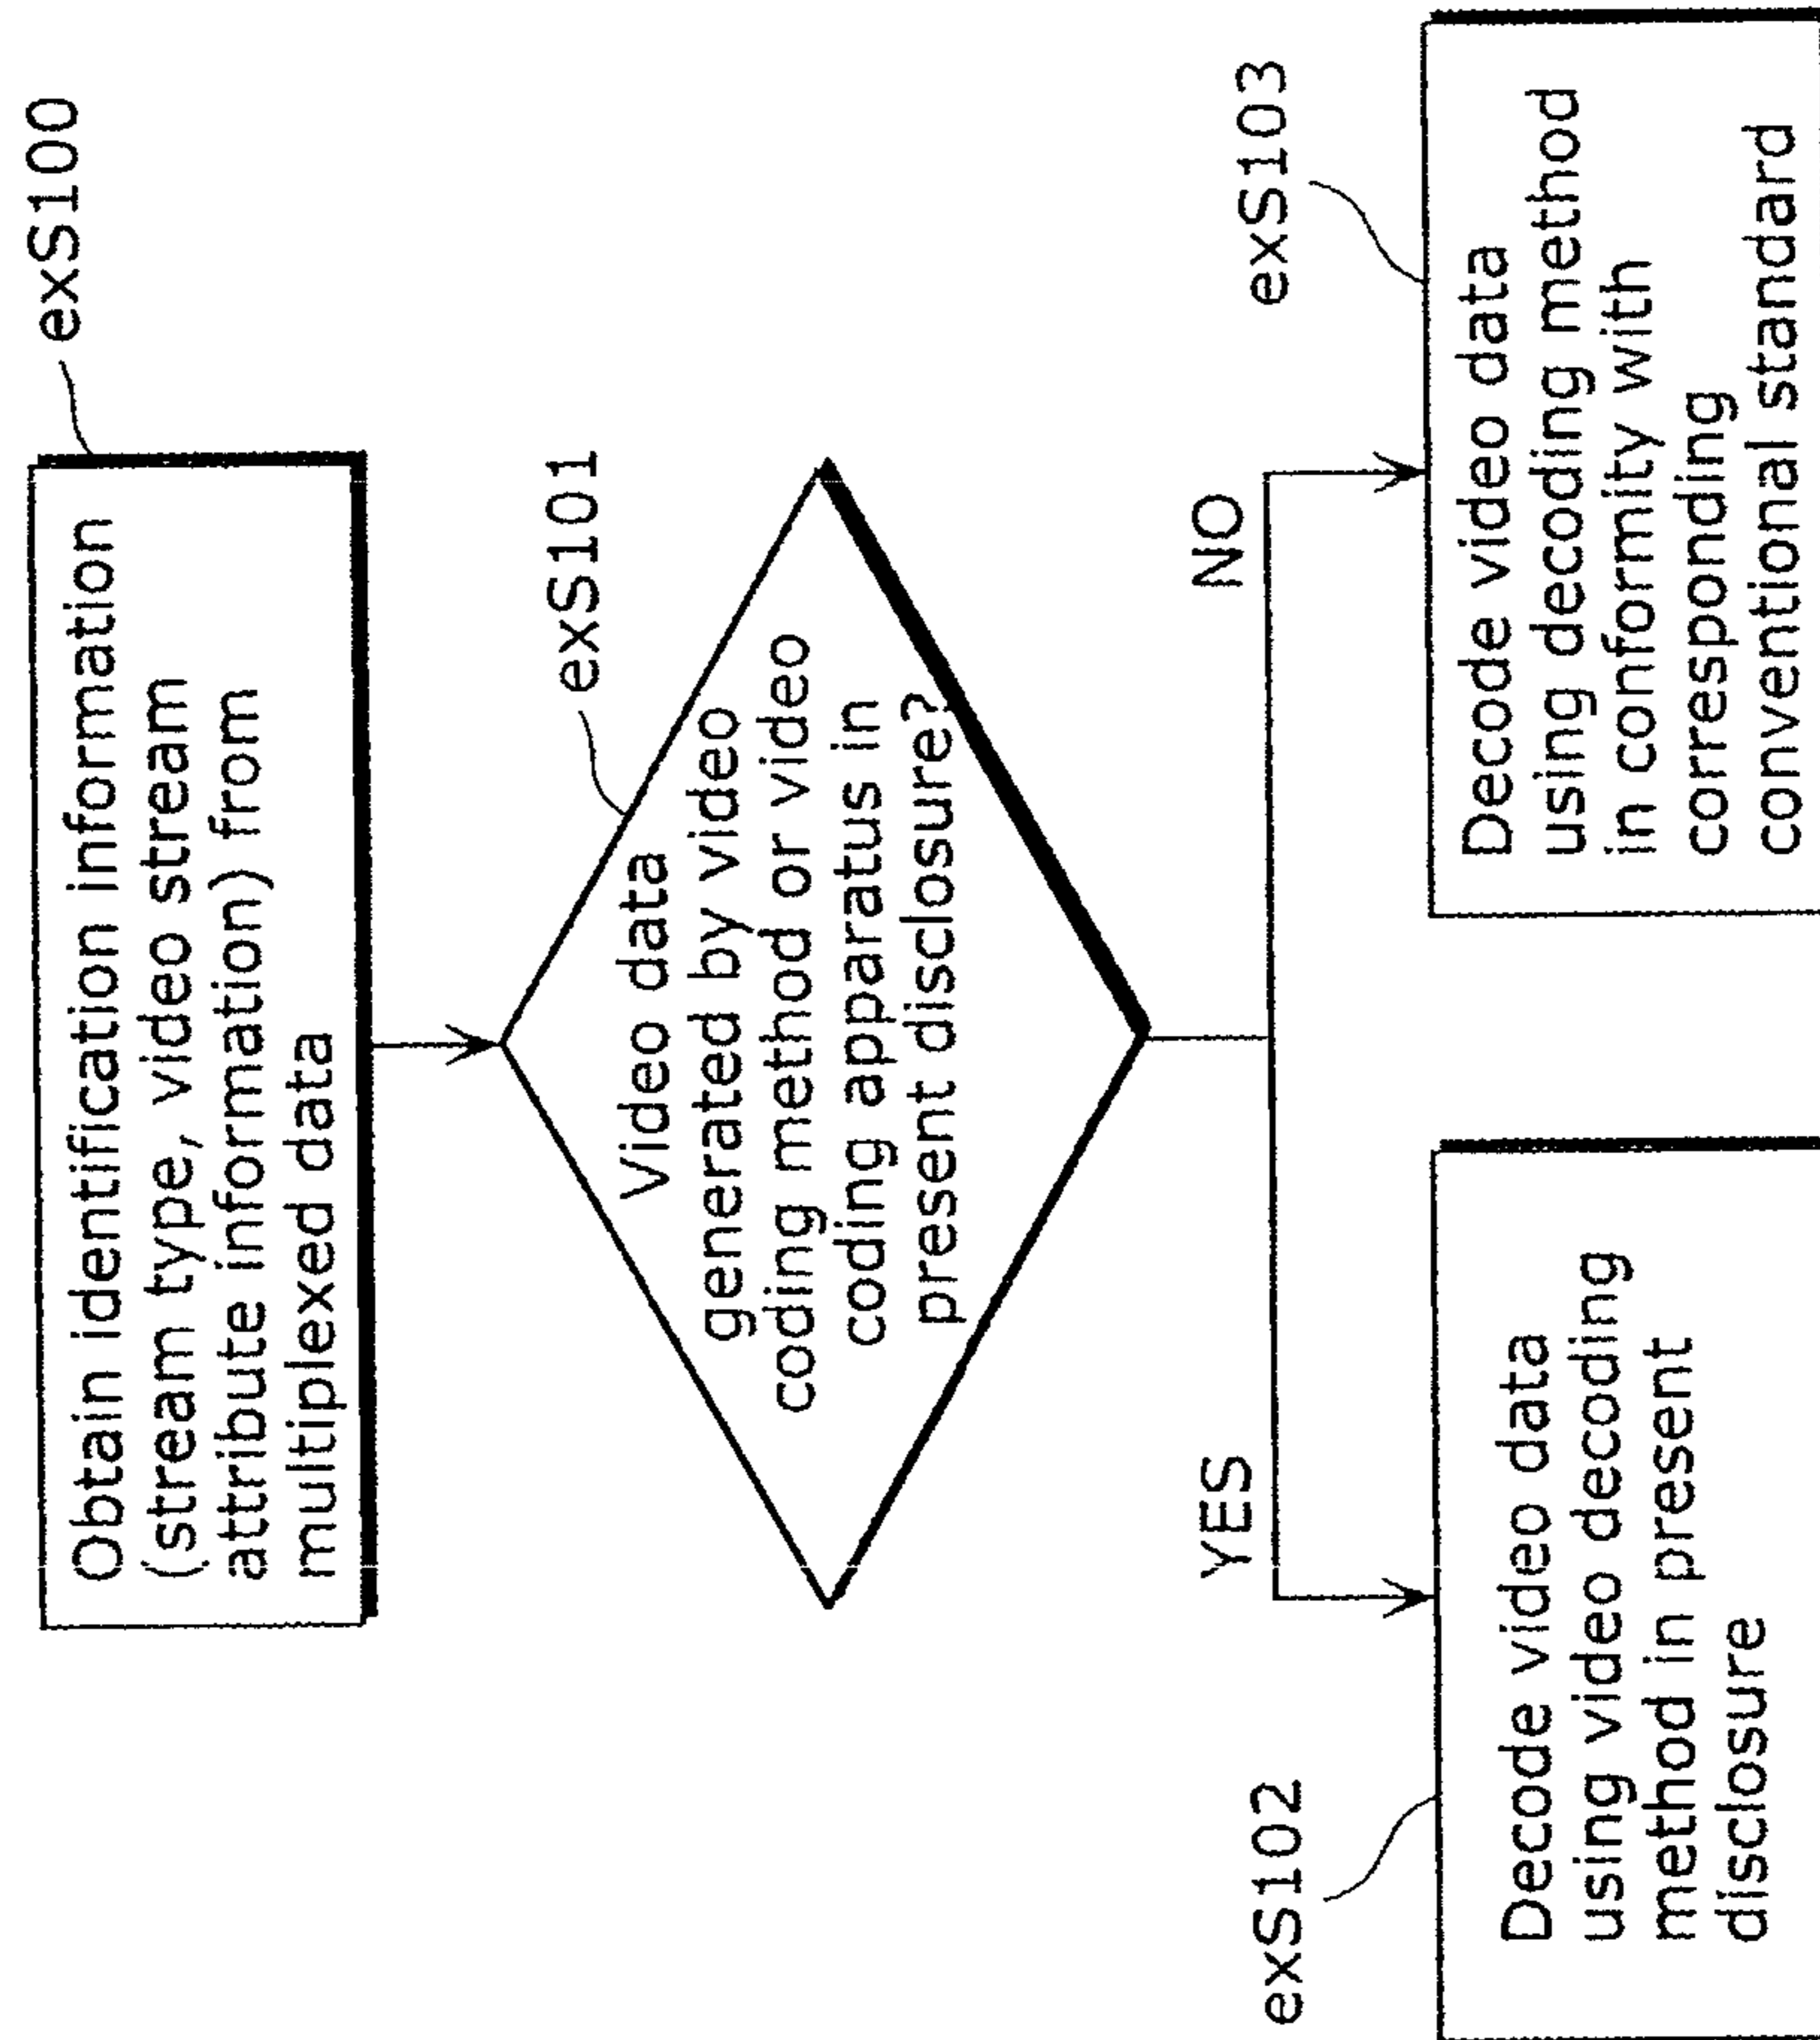 exS100
Obtain identification information
(stream type, video stream
attribute information) from
multiplexed data
exS101
Video data
generated by video
coding method or video
coding apparatus in
present disclosure?
YES
NO
exS102
Decode video data
using video decoding
method in present
disclosure
exS103
Decode video data
using decoding method
in conformity with
corresponding
conventional standard